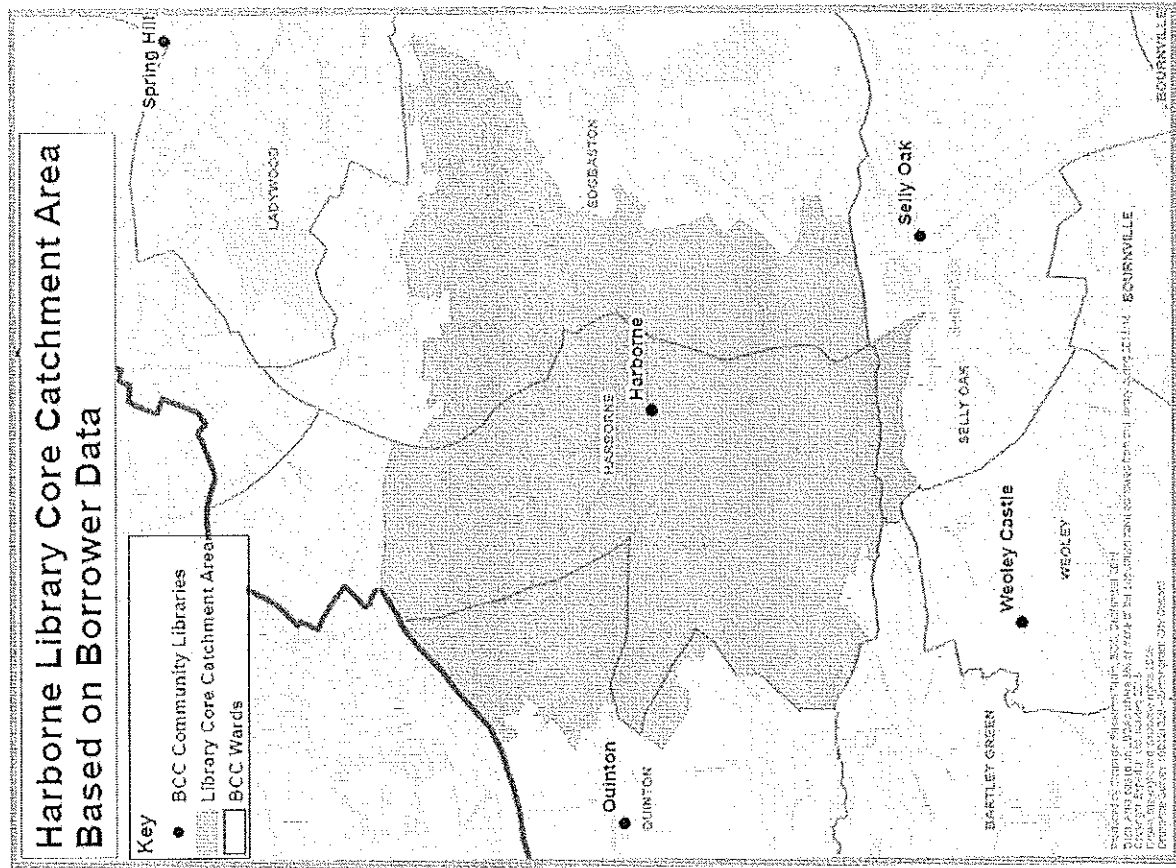 Harborne Library Core Catchment Area
Based on Borrower Data
Key
BCC Community Libraries
Library Core Catchment Area
BCC Wards
Spring Hill
LADYWOOD
EDGBASTON
HARBORNE
Harborne
Quinton
QUINTON
Selly Oak
SELLY OAK
Weoley Castle
WEOLEY
BARTLEY GREEN
BOURNVILLE
BOURNVILLE